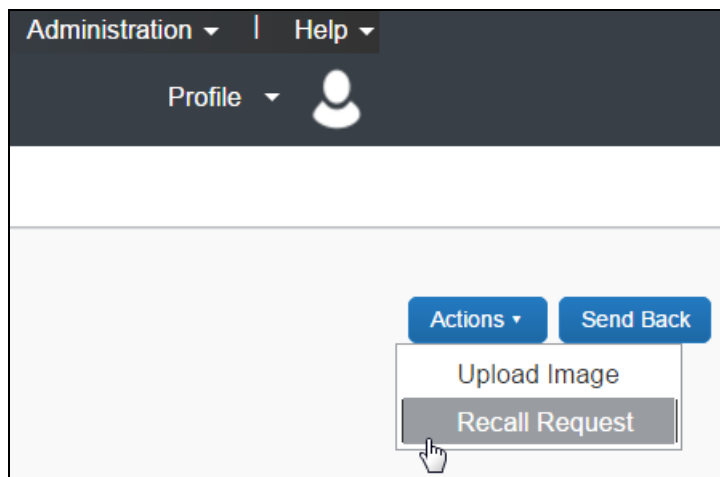 Administration | Help
Profile
Actions Send Back
Upload Image
Recall Request